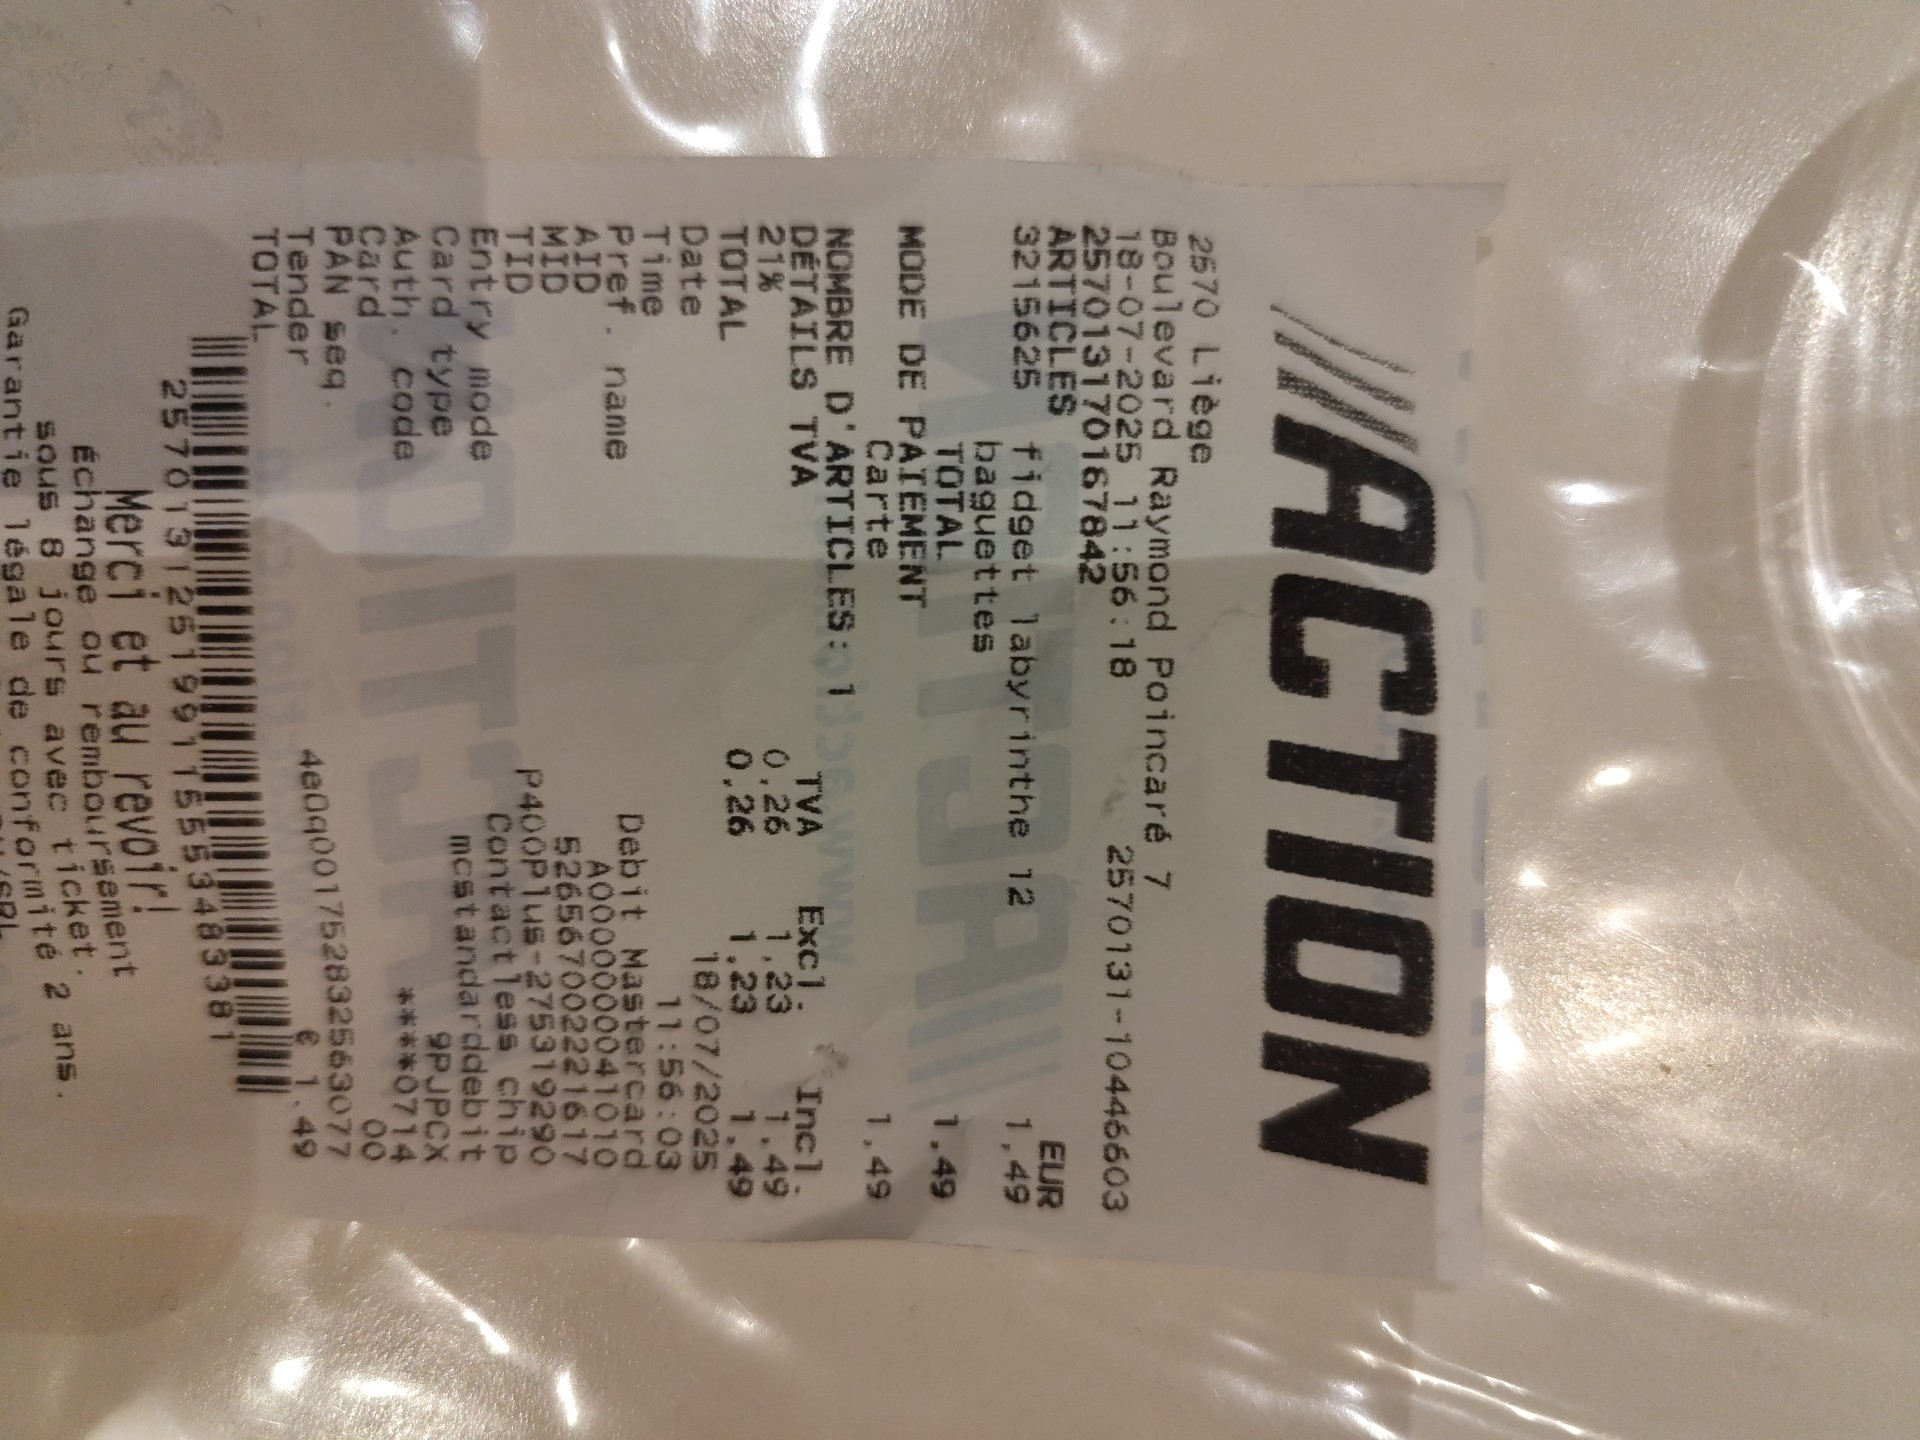 ACTION
2570 Liège
Boulevard Raymond Poincaré 7
18-07-2025 11:56:18 2570131-10446603
257013170167842
ARTICLES EUR
3215625 fidget labyrinthe 12 1,49
baguettes
TOTAL 1,49
MODE DE PAIEMENT
Carte 1,49
NOMBRE D'ARTICLES: 1
DÉTAILS TVA TVA Excl. Incl.
21% 0,26 1,23 1,49
TOTAL 0,26 1,23 1,49
Date 18/07/2025
Time 11:56:03
Pref. name Debit Mastercard
AID A0000000041010
MID 526567002221617
TID P400Plus-275319290
Entry mode Contactless chip
Card type mcstandarddebit
Auth. code 9PJPCX
Card ****0714
PAN seq. 00
Tender 4e0q001752832563077
TOTAL € 1.49
2570131251991155534833381
Merci et au revoir!
Échange ou remboursement
sous 8 jours avec ticket.
Garantie légale de conformité 2 ans.